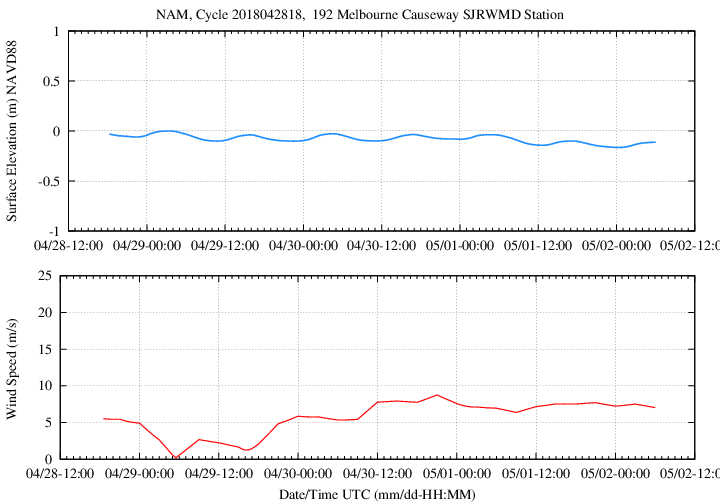 NAM, Cycle 2018042818,  192 Melbourne Causeway SJRWMD Station
Surface Elevation (m) NAVD88
1
0.5
0
-0.5
-1
04/28-12:00 04/29-00:00 04/29-12:00 04/30-00:00 04/30-12:00 05/01-00:00 05/01-12:00 05/02-00:00 05/02-12:0
Wind Speed (m/s)
25
20
15
10
5
0
04/28-12:00 04/29-00:00 04/29-12:00 04/30-00:00 04/30-12:00 05/01-00:00 05/01-12:00 05/02-00:00 05/02-12:0
Date/Time UTC (mm/dd-HH:MM)